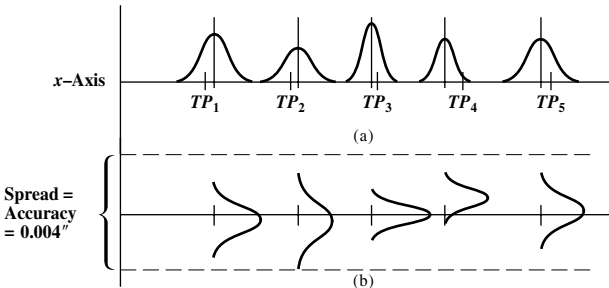 x–Axis
TP1 TP2 TP3 TP4 TP5
(a)
Spread =
Accuracy
= 0.004″
(b)